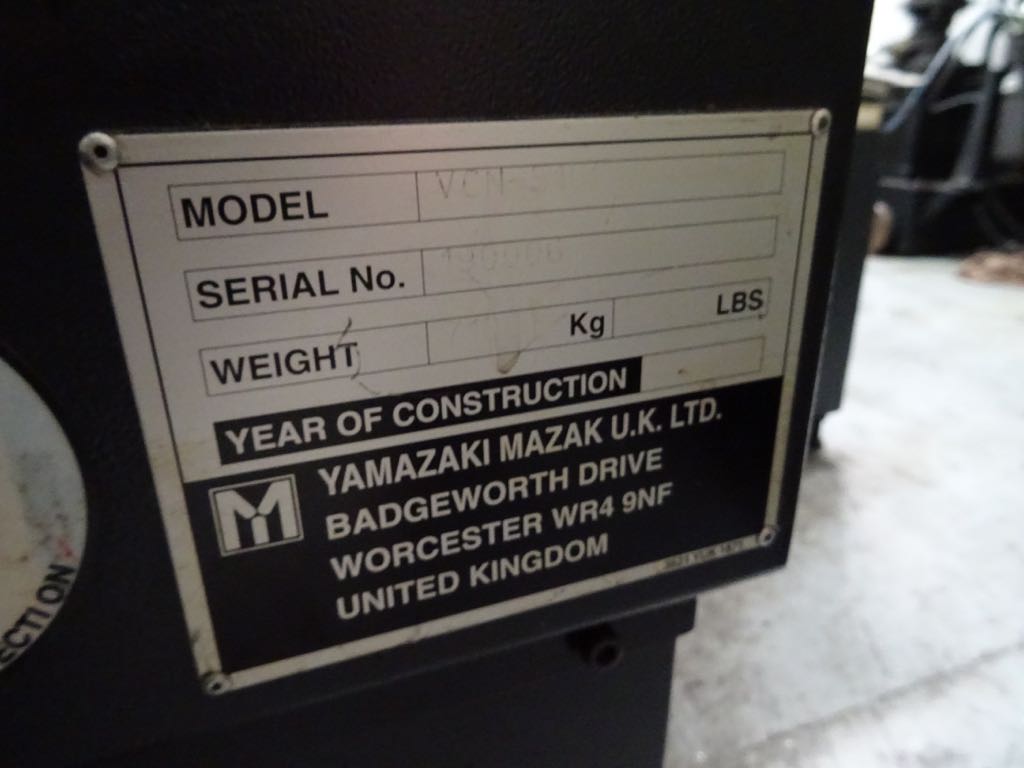 MODEL
SERIAL No.
WEIGHT Kg LBS
YEAR OF CONSTRUCTION
YAMAZAKI MAZAK U.K. LTD.
BADGEWORTH DRIVE
WORCESTER WR4 9NF
UNITED KINGDOM
ECTION